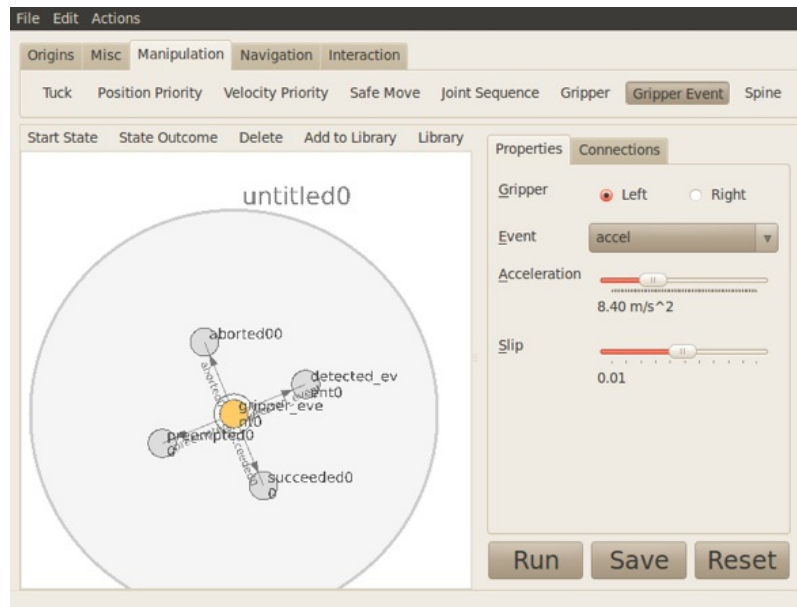 File Edit Actions
Origins Misc Manipulation Navigation Interaction
Tuck Position Priority Velocity Priority Safe Move Joint Sequence Gripper Gripper Event Spine
Start State State Outcome Delete Add to Library Library
Properties Connections
untitled0
Gripper Left Right
Event accel
Acceleration
8.40 m/s^2
Slip
0.01
aborted00
aborted0
detected_ev
ent0
gripper_eve
nt0
preempted0
0
succeeded0
0
Run Save Reset